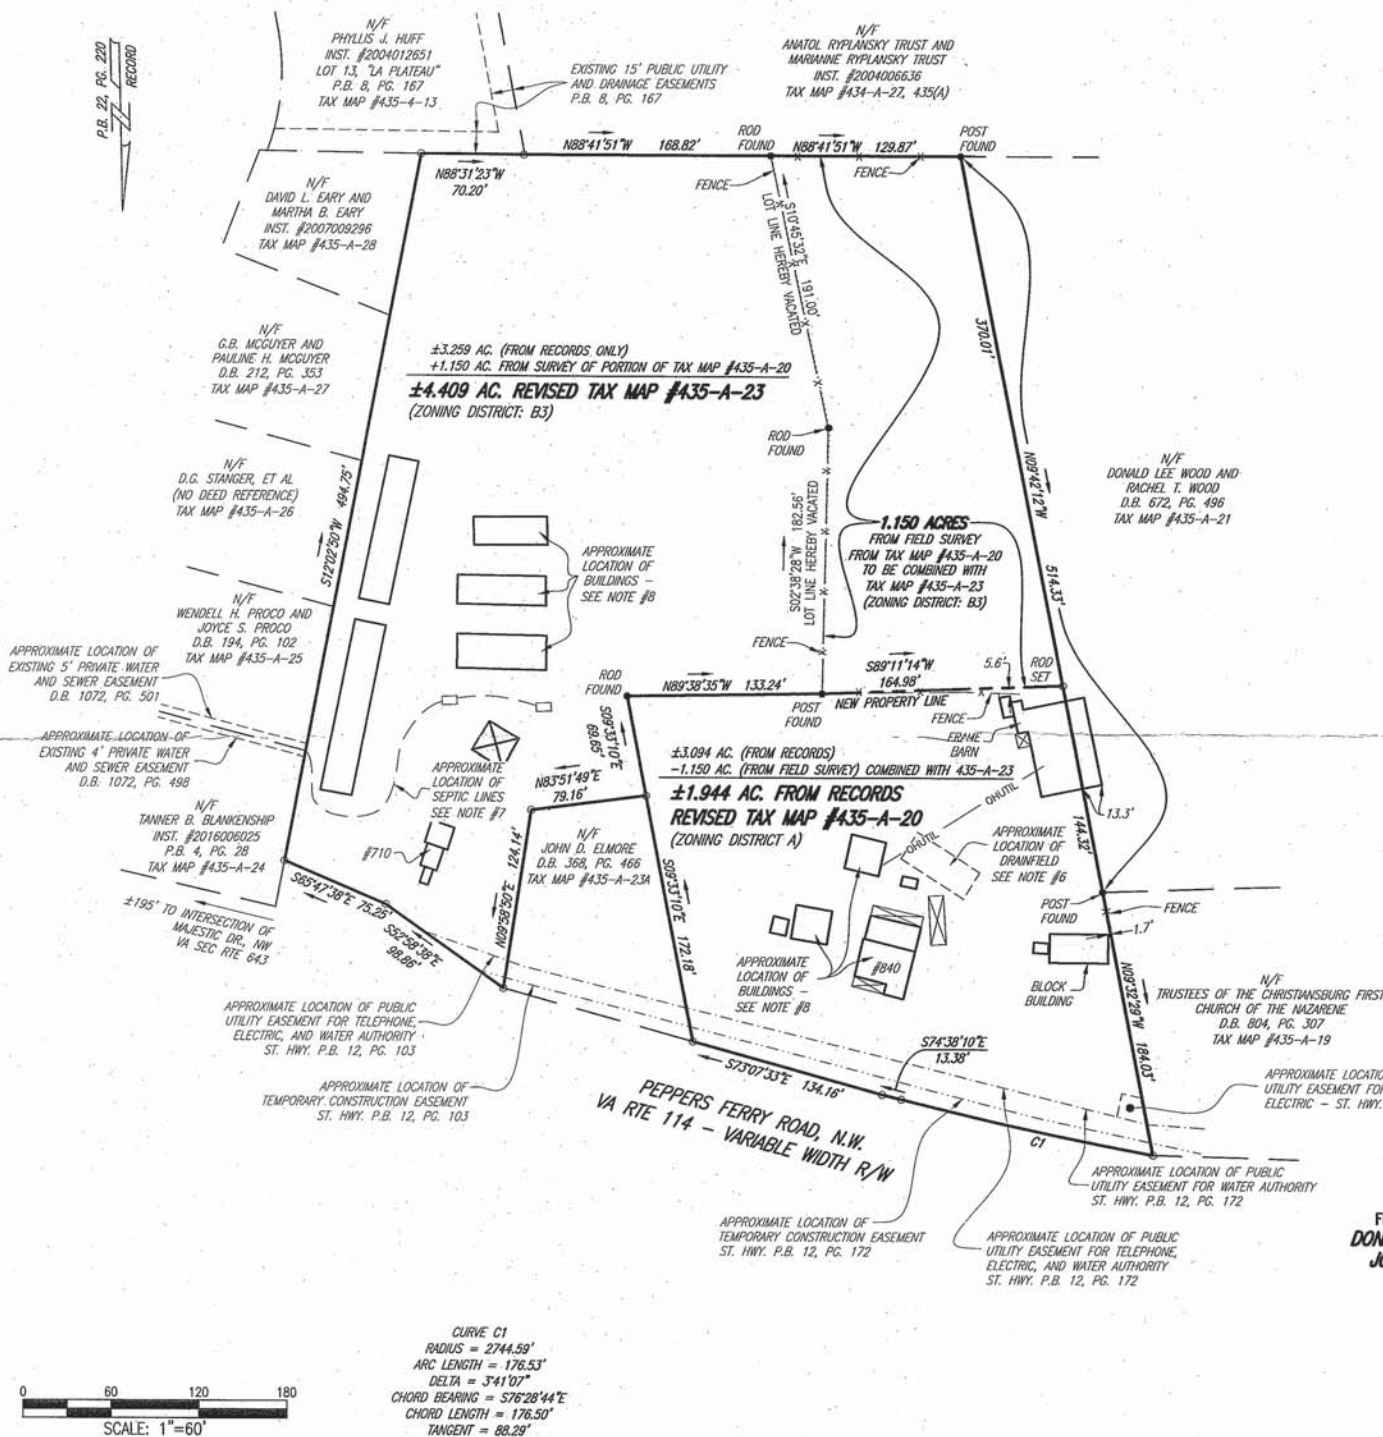 P.B. 22, PG. 220
RECORD
N/F
PHYLLIS J. HUFF
INST. #2004012651
LOT 13, "LA PLATEAU"
P.B. 8, PG. 167
TAX MAP #435-4-13
EXISTING 15' PUBLIC UTILITY
AND DRAINAGE EASEMENTS
P.B. 8, PG. 167
N/F
ANATOL RYPLANSKY TRUST AND
MARIANNE RYPLANSKY TRUST
INST. #2004006636
TAX MAP #434-A-27, 435(A)
N88°31'23"W
70.20'
N88°41'51"W 168.82'
ROD
FOUND
N88°41'51"W 129.87'
POST
FOUND
FENCE
FENCE
N/F
DAVID L. EARY AND
MARTHA B. EARY
INST. #2007009296
TAX MAP #435-A-28
S10°45'32"E 191.00'
LOT LINE HEREBY VACATED
N/F
G.B. MCGUYER AND
PAULINE H. MCGUYER
D.B. 212, PG. 353
TAX MAP #435-A-27
±3.259 AC. (FROM RECORDS ONLY)
+1.150 AC. FROM SURVEY OF PORTION OF TAX MAP #435-A-20
±4.409 AC. REVISED TAX MAP #435-A-23
(ZONING DISTRICT: B3)
370.01'
N09°42'12"W
514.33'
ROD
FOUND
N/F
D.G. STANGER, ET AL
(NO DEED REFERENCE)
TAX MAP #435-A-26
S12°02'50"W 494.75'
N/F
DONALD LEE WOOD AND
RACHEL T. WOOD
D.B. 672, PG. 496
TAX MAP #435-A-21
APPROXIMATE
LOCATION OF
BUILDINGS –
SEE NOTE #8
S02°38'28"W 182.56'
LOT LINE HEREBY VACATED
1.150 ACRES
FROM FIELD SURVEY
FROM TAX MAP #435-A-20
TO BE COMBINED WITH
TAX MAP #435-A-23
(ZONING DISTRICT: B3)
N/F
WENDELL H. PROCO AND
JOYCE S. PROCO
D.B. 194, PG. 102
TAX MAP #435-A-25
APPROXIMATE LOCATION OF
EXISTING 5' PRIVATE WATER
AND SEWER EASEMENT
D.B. 1072, PG. 501
APPROXIMATE LOCATION OF
EXISTING 4' PRIVATE WATER
AND SEWER EASEMENT
D.B. 1072, PG. 498
FENCE
ROD
FOUND
N89°38'35"W 133.24'
POST
FOUND
S89°11'14"W
164.98'
NEW PROPERTY LINE
5.6'
ROD
SET
FENCE
FRAME
BARN
S09°33'10"E
69.65'
±3.094 AC. (FROM RECORDS)
-1.150 AC. (FROM FIELD SURVEY) COMBINED WITH 435-A-23
±1.944 AC. FROM RECORDS
REVISED TAX MAP #435-A-20
(ZONING DISTRICT A)
OHUTIL
OHUTIL
13.3'
144.32'
APPROXIMATE
LOCATION OF
SEPTIC LINES
SEE NOTE #7
N83°51'49"E
79.16'
N/F
TANNER B. BLANKENSHIP
INST. #2016006025
P.B. 4, PG. 28
TAX MAP #435-A-24
#710
N09°58'50"E 124.14'
N/F
JOHN D. ELMORE
D.B. 368, PG. 466
TAX MAP #435-A-23A
APPROXIMATE
LOCATION OF
DRAINFIELD
SEE NOTE #6
S65°47'38"E 75.25'
S52°58'38"E
98.86'
±195' TO INTERSECTION OF
MAJESTIC DR., NW
VA SEC RTE 643
S09°33'10"E 172.18'
POST
FOUND
FENCE
1.7'
APPROXIMATE
LOCATION OF
BUILDINGS –
SEE NOTE #8
#840
BLOCK
BUILDING
N09°32'29"W 184.03'
N/F
TRUSTEES OF THE CHRISTIANSBURG FIRST
CHURCH OF THE NAZARENE
D.B. 804, PG. 307
TAX MAP #435-A-19
APPROXIMATE LOCATION OF PUBLIC
UTILITY EASEMENT FOR TELEPHONE,
ELECTRIC, AND WATER AUTHORITY
ST. HWY. P.B. 12, PG. 103
APPROXIMATE LOCATION OF
TEMPORARY CONSTRUCTION EASEMENT
ST. HWY. P.B. 12, PG. 103
S73°07'33"E 134.16'
S74°38'10"E
13.38'
C1
PEPPERS FERRY ROAD, N.W.
VA RTE 114 – VARIABLE WIDTH R/W
UTILITY EASEMENT FOR
ELECTRIC – ST. HWY.
APPROXIMATE LOCATION OF PUBLIC
UTILITY EASEMENT FOR WATER AUTHORITY
ST. HWY. P.B. 12, PG. 172
APPROXIMATE LOCATION OF
TEMPORARY CONSTRUCTION EASEMENT
ST. HWY. P.B. 12, PG. 172
APPROXIMATE LOCATION OF PUBLIC
UTILITY EASEMENT FOR TELEPHONE,
ELECTRIC, AND WATER AUTHORITY
ST. HWY. P.B. 12, PG. 172
CURVE C1
RADIUS = 2744.59'
ARC LENGTH = 176.53'
DELTA = 3°41'07"
CHORD BEARING = S76°28'44"E
CHORD LENGTH = 176.50'
TANGENT = 88.29'
0 60 120 180
SCALE: 1"=60'